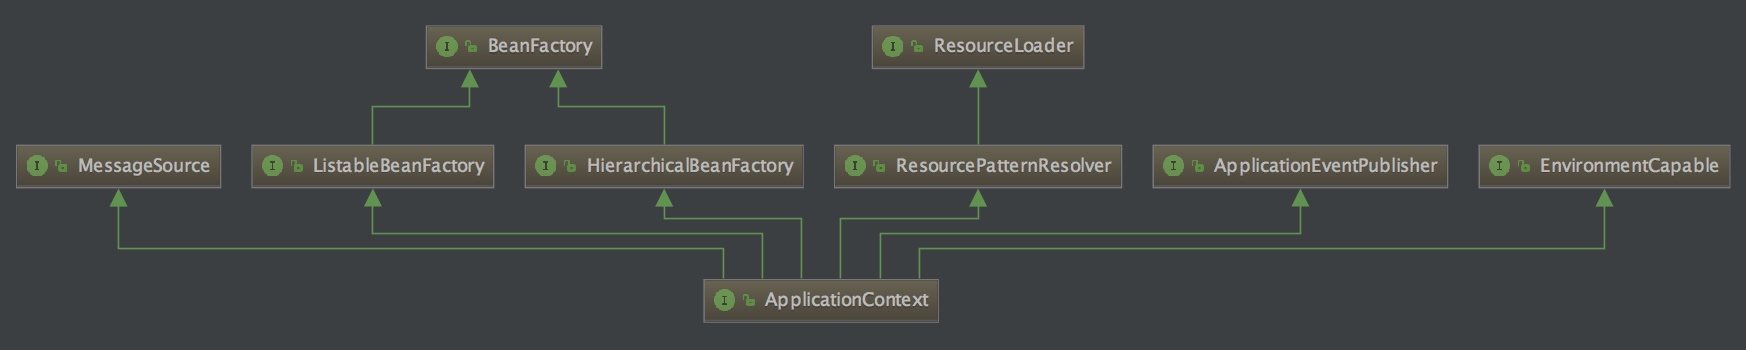 BeanFactory
ResourceLoader
MessageSource
ListableBeanFactory
HierarchicalBeanFactory
ResourcePatternResolver
ApplicationEventPublisher
EnvironmentCapable
ApplicationContext